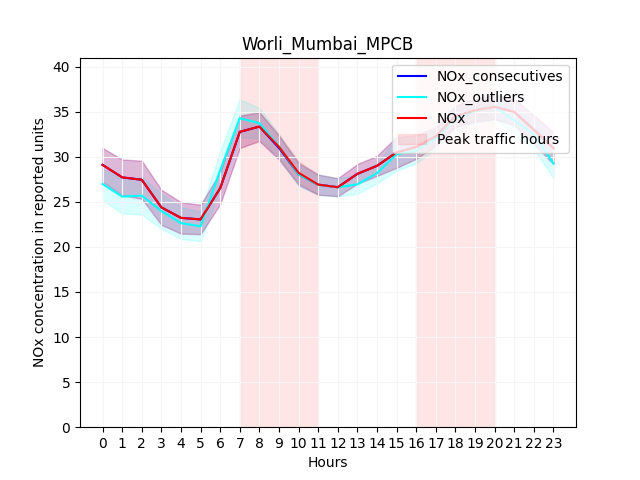 Worli_Mumbai_MPCB
NOx_consecutives
NOx_outliers
NOx
Peak traffic hours
NOx concentration in reported units
40
35
30
25
20
15
10
5
0
0 1 2 3 4 5 6 7 8 9 10 11 12 13 14 15 16 17 18 19 20 21 22 23
Hours